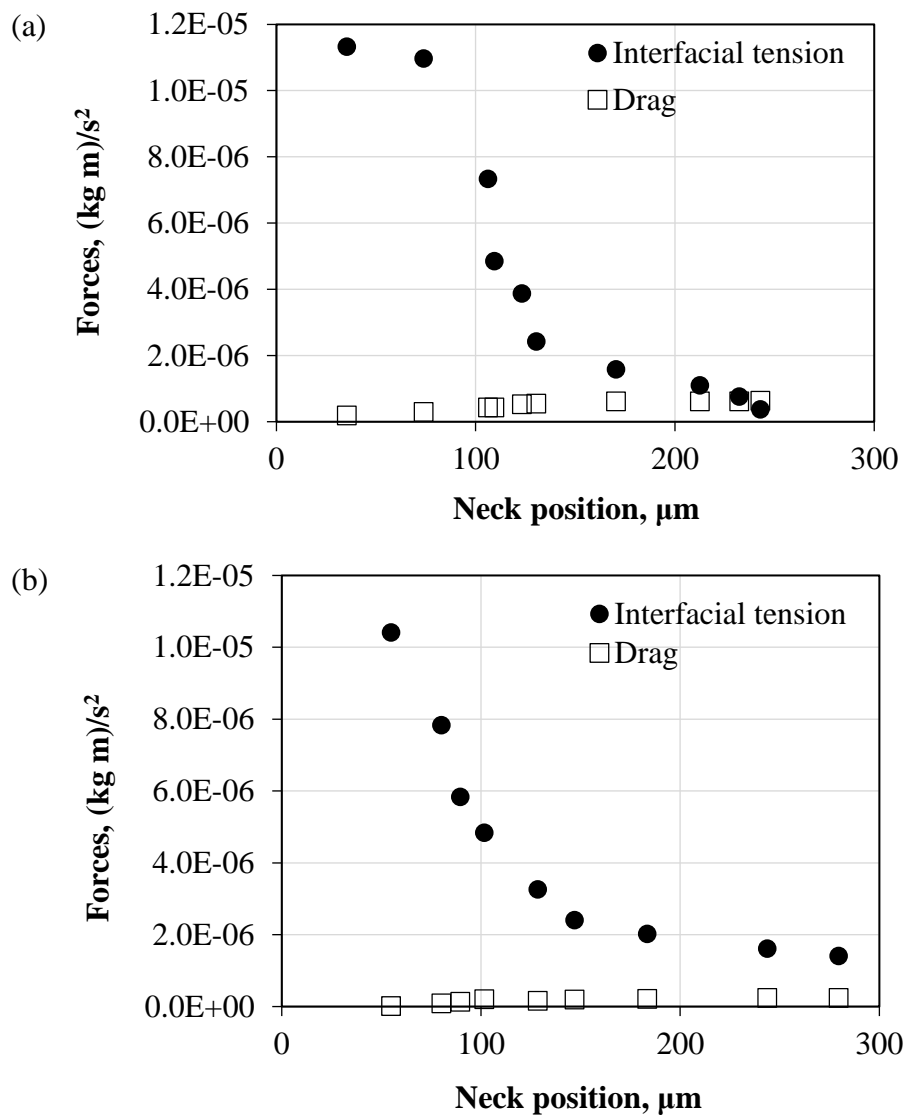 (a)
1.2E-05
1.0E-05
8.0E-06
6.0E-06
4.0E-06
2.0E-06
0.0E+00
Forces, (kg m)/s²
Interfacial tension
Drag
0 100 200 300
Neck position, µm
(b)
1.2E-05
1.0E-05
8.0E-06
6.0E-06
4.0E-06
2.0E-06
0.0E+00
Forces, (kg m)/s²
Interfacial tension
Drag
0 100 200 300
Neck position, µm